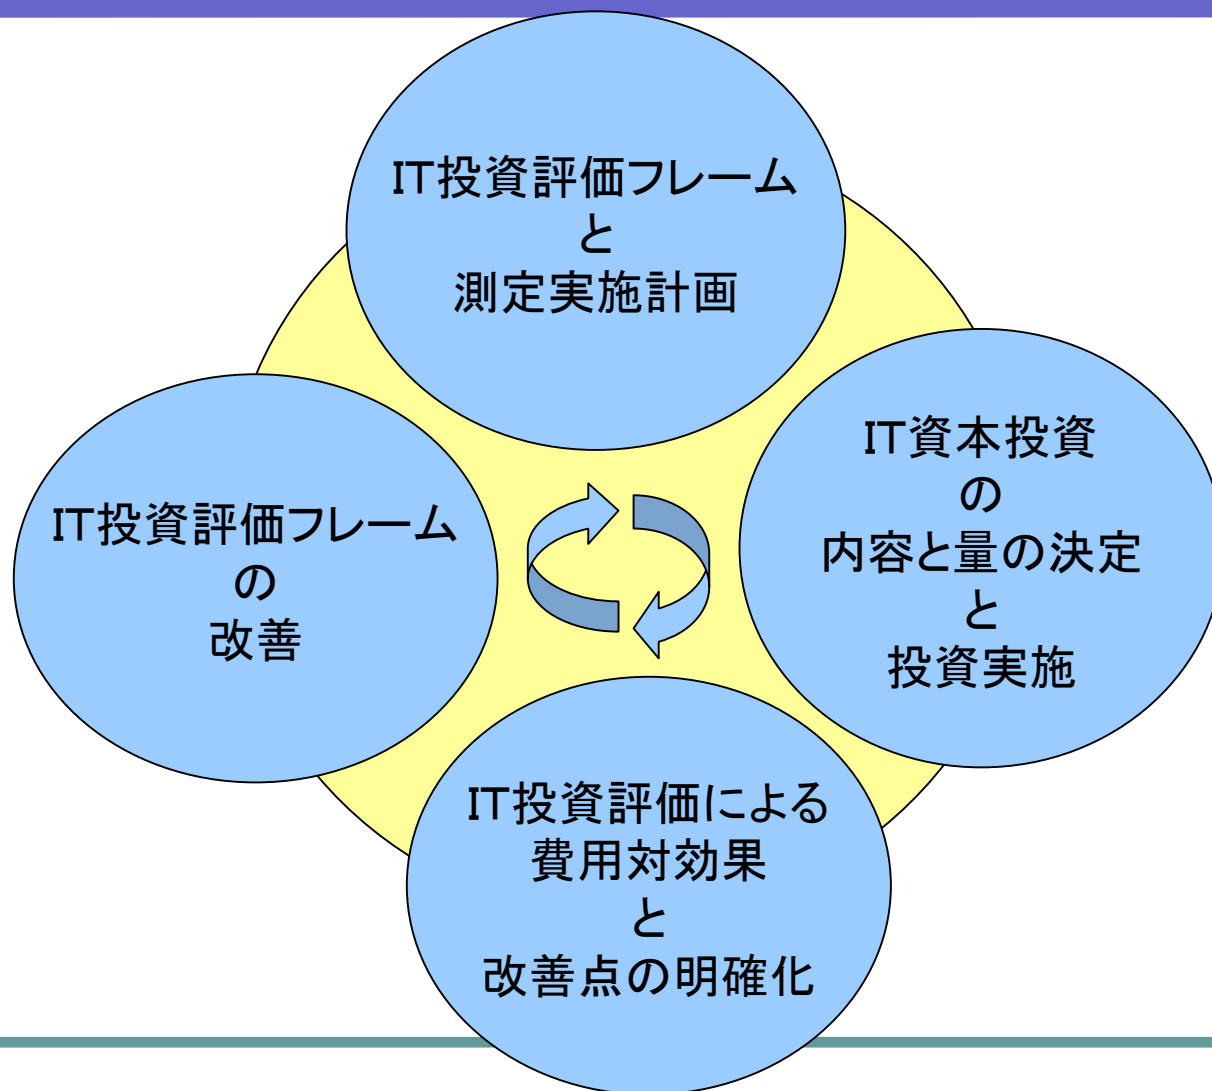 IT投資評価フレーム
と
測定実施計画
IT資本投資
の
内容と量の決定
と
投資実施
IT投資評価フレーム
の
改善
IT投資評価による
費用対効果
と
改善点の明確化